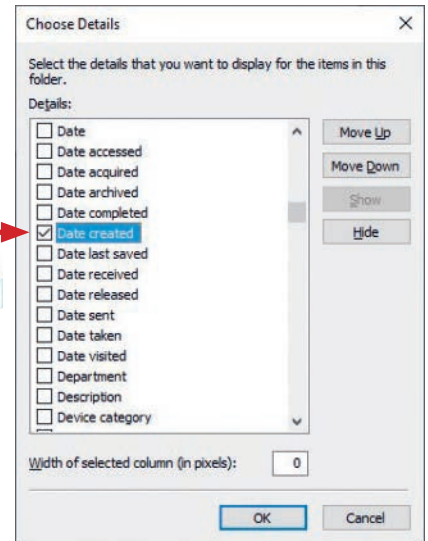 Choose Details
Select the details that you want to display for the items in this
folder.
Details:
Date
Date accessed
Date acquired
Date archived
Date completed
Date created
Date last saved
Date received
Date released
Date sent
Date taken
Date visited
Department
Description
Device category
Move Up
Move Down
Show
Hide
Width of selected column (in pixels):
0
OK
Cancel